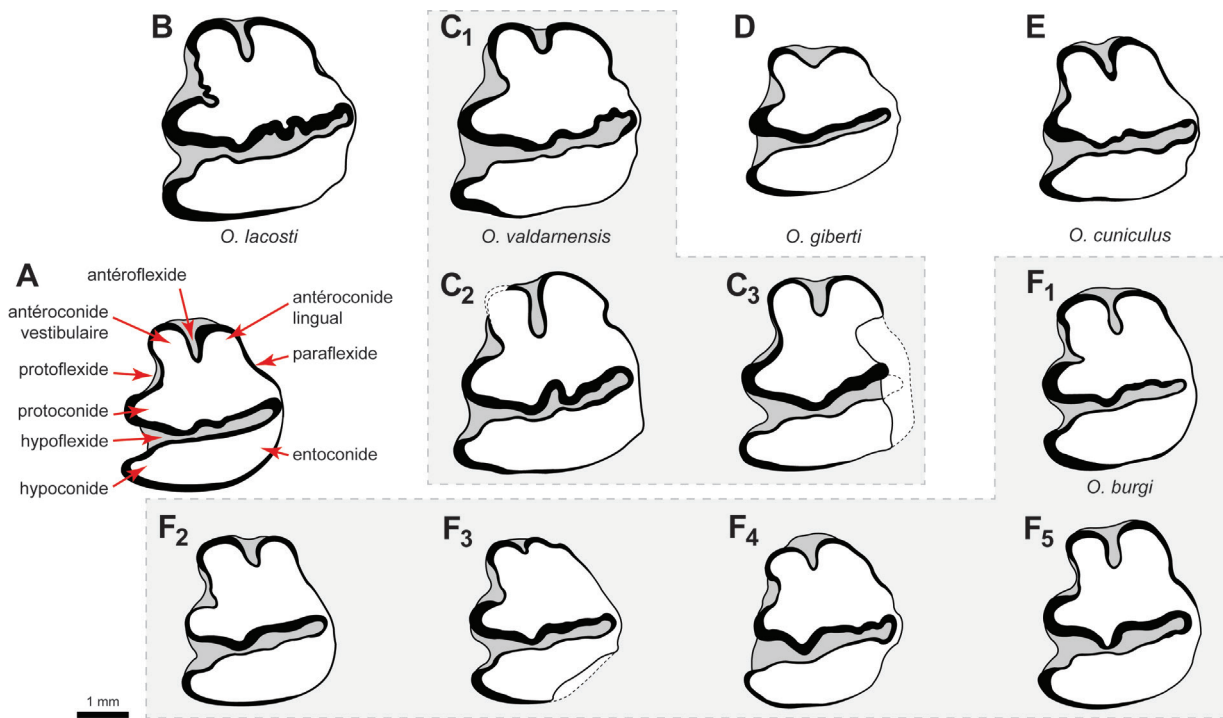 B
C1
D
E
O. lacosti
O. valdarnensis
O. giberti
O. cuniculus
A
antéroflexide
antéroconide
vestibulaire
antéroconide
lingual
protoflexide
paraflexide
protoconide
hypoflexide
entoconide
hypoconide
C2
C3
F1
O. burgi
F2
F3
F4
F5
1 mm